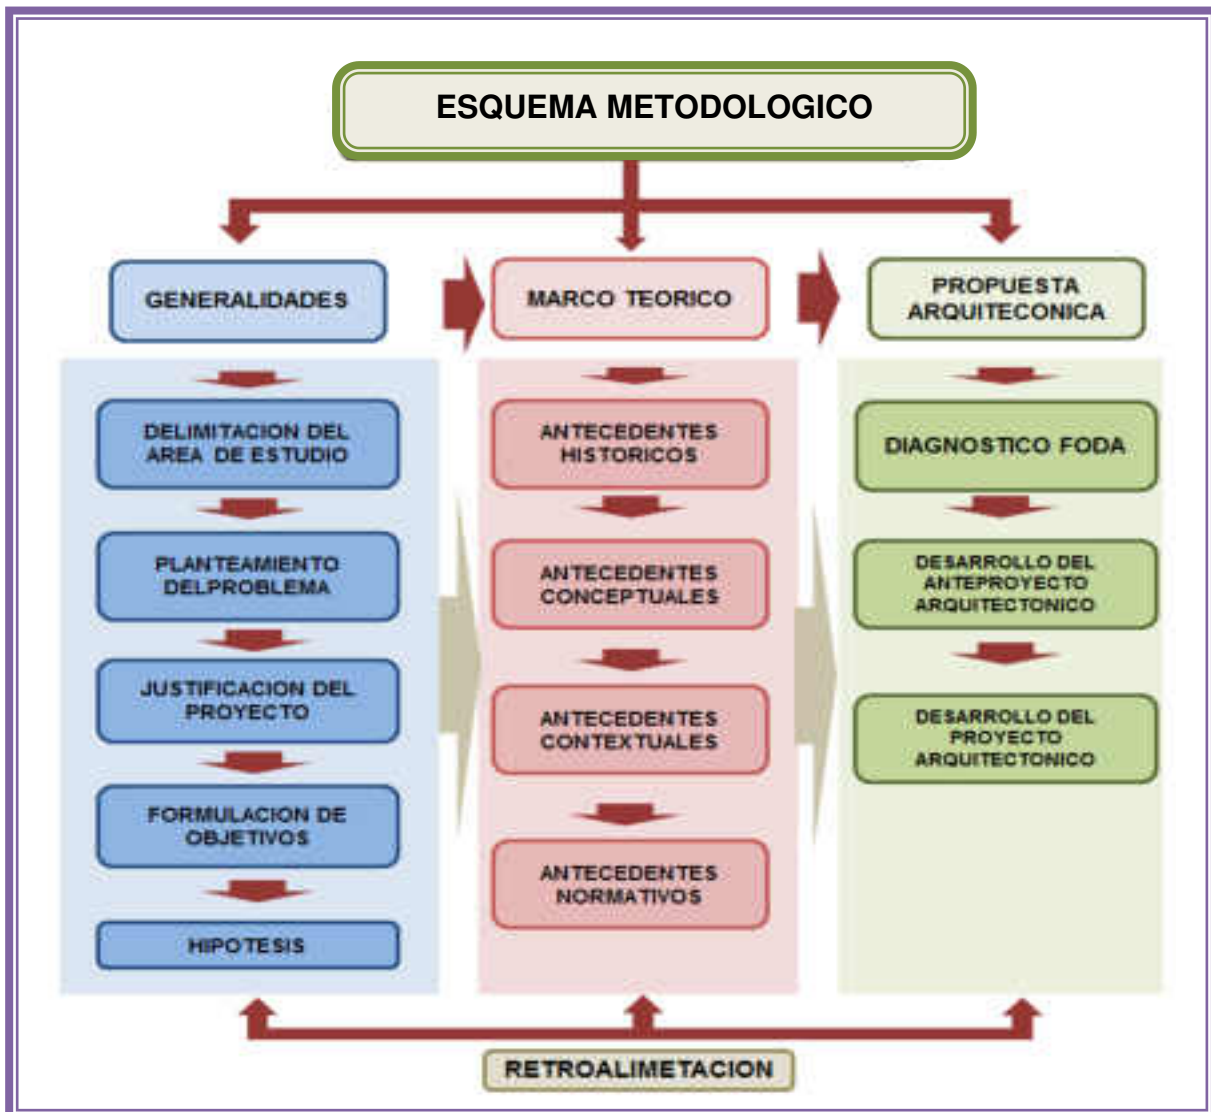 ESQUEMA METODOLOGICO
GENERALIDADES
MARCO TEORICO
PROPUESTA
ARQUITECONICA
DELIMITACION DEL
AREA DE ESTUDIO
PLANTEAMIENTO
DELPROBLEMA
JUSTIFICACION DEL
PROYECTO
FORMULACION DE
OBJETIVOS
HIPOTESIS
ANTECEDENTES
HISTORICOS
ANTECEDENTES
CONCEPTUALES
ANTECEDENTES
CONTEXTUALES
ANTECEDENTES
NORMATIVOS
DIAGNOSTICO FODA
DESARROLLO DEL
ANTEPROYECTO
ARQUITECTONICO
DESARROLLO DEL
PROYECTO
ARQUITECTONICO
RETROALIMETACION